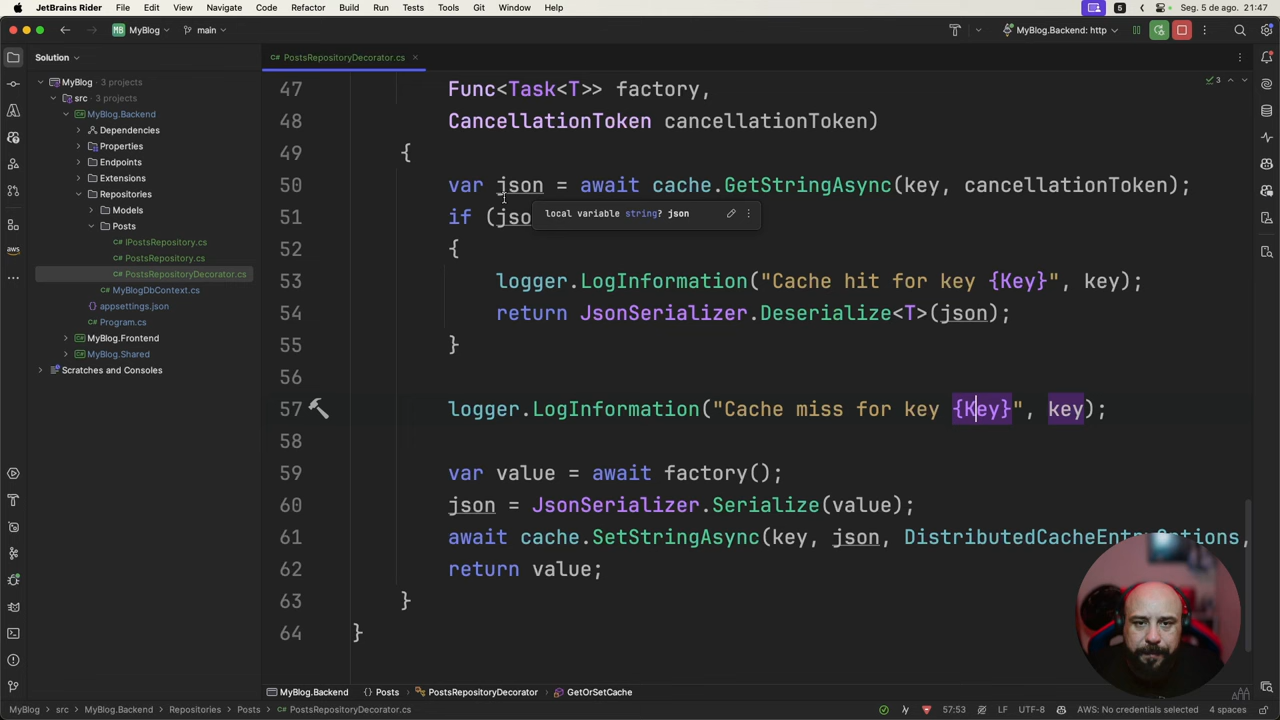 JetBrains Rider File Edit View Navigate Code Refactor Build Run Tests Tools Git Window Help 5 Seg. 5 de ago. 21:47
MB MyBlog main MyBlog.Backend: http
Solution
PostsRepositoryDecorator.cs
MyBlog 3 projects
src 3 projects
MyBlog.Backend
Dependencies
Properties
Endpoints
Extensions
Repositories
Models
Posts
IPostsRepository.cs
PostsRepository.cs
PostsRepositoryDecorator.cs
MyBlogDbContext.cs
appsettings.json
Program.cs
MyBlog.Frontend
MyBlog.Shared
Scratches and Consoles
aws
3
47 Func<Task<T>> factory,
48 CancellationToken cancellationToken)
49 {
50 var json = await cache.GetStringAsync(key, cancellationToken);
51 if (jso
local variable string? json
52 {
53 logger.LogInformation("Cache hit for key {Key}", key);
54 return JsonSerializer.Deserialize<T>(json);
55 }
56
57 logger.LogInformation("Cache miss for key {Key}", key);
58
59 var value = await factory();
60 json = JsonSerializer.Serialize(value);
61 await cache.SetStringAsync(key, json, DistributedCacheEntryOptions,
62 return value;
63 }
64 }
MyBlog.Backend {} Posts PostsRepositoryDecorator GetOrSetCache
MyBlog > src > MyBlog.Backend > Repositories > Posts > PostsRepositoryDecorator.cs 57:53 LF UTF-8 AWS: No credentials selected 4 spaces